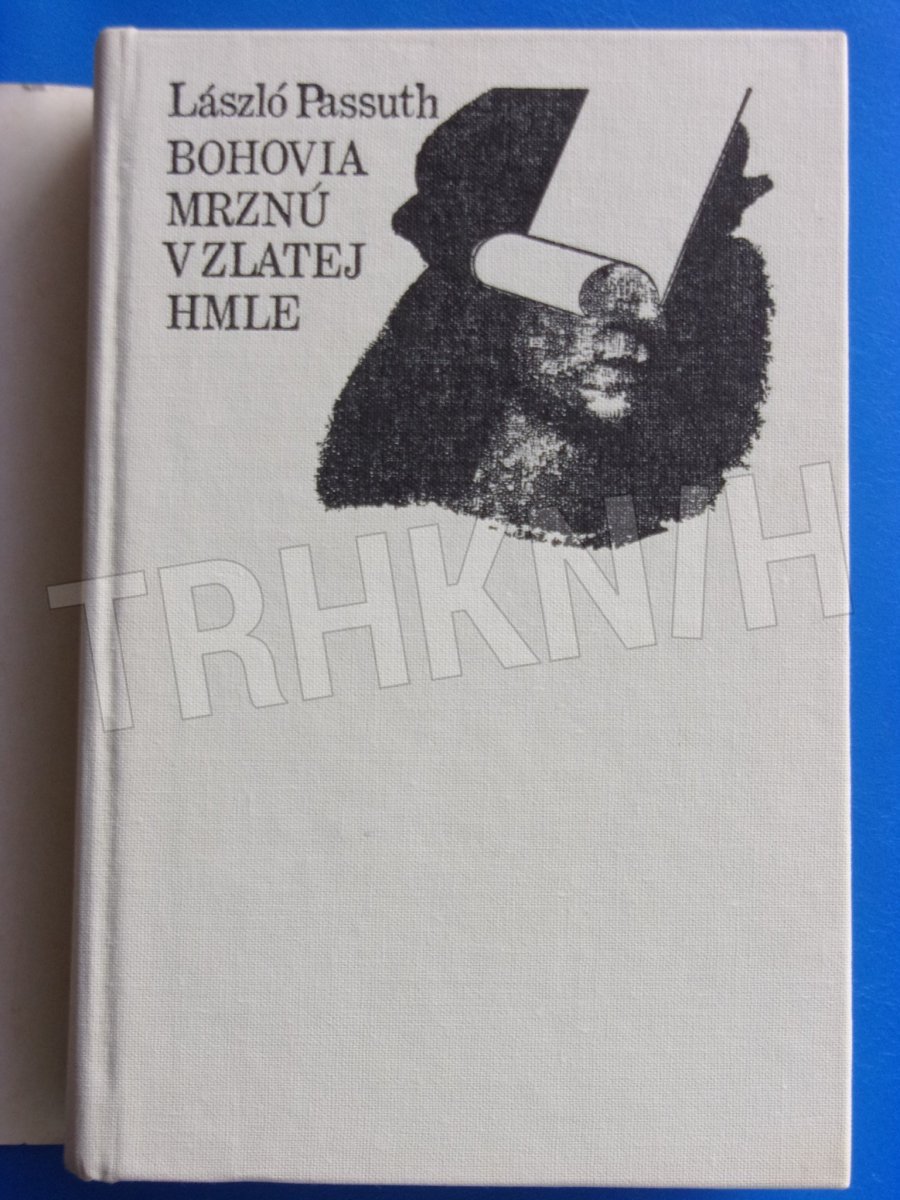 László Passuth
BOHOVIA
MRZNÚ
V ZLATEJ
HMLE
TRHKNIH